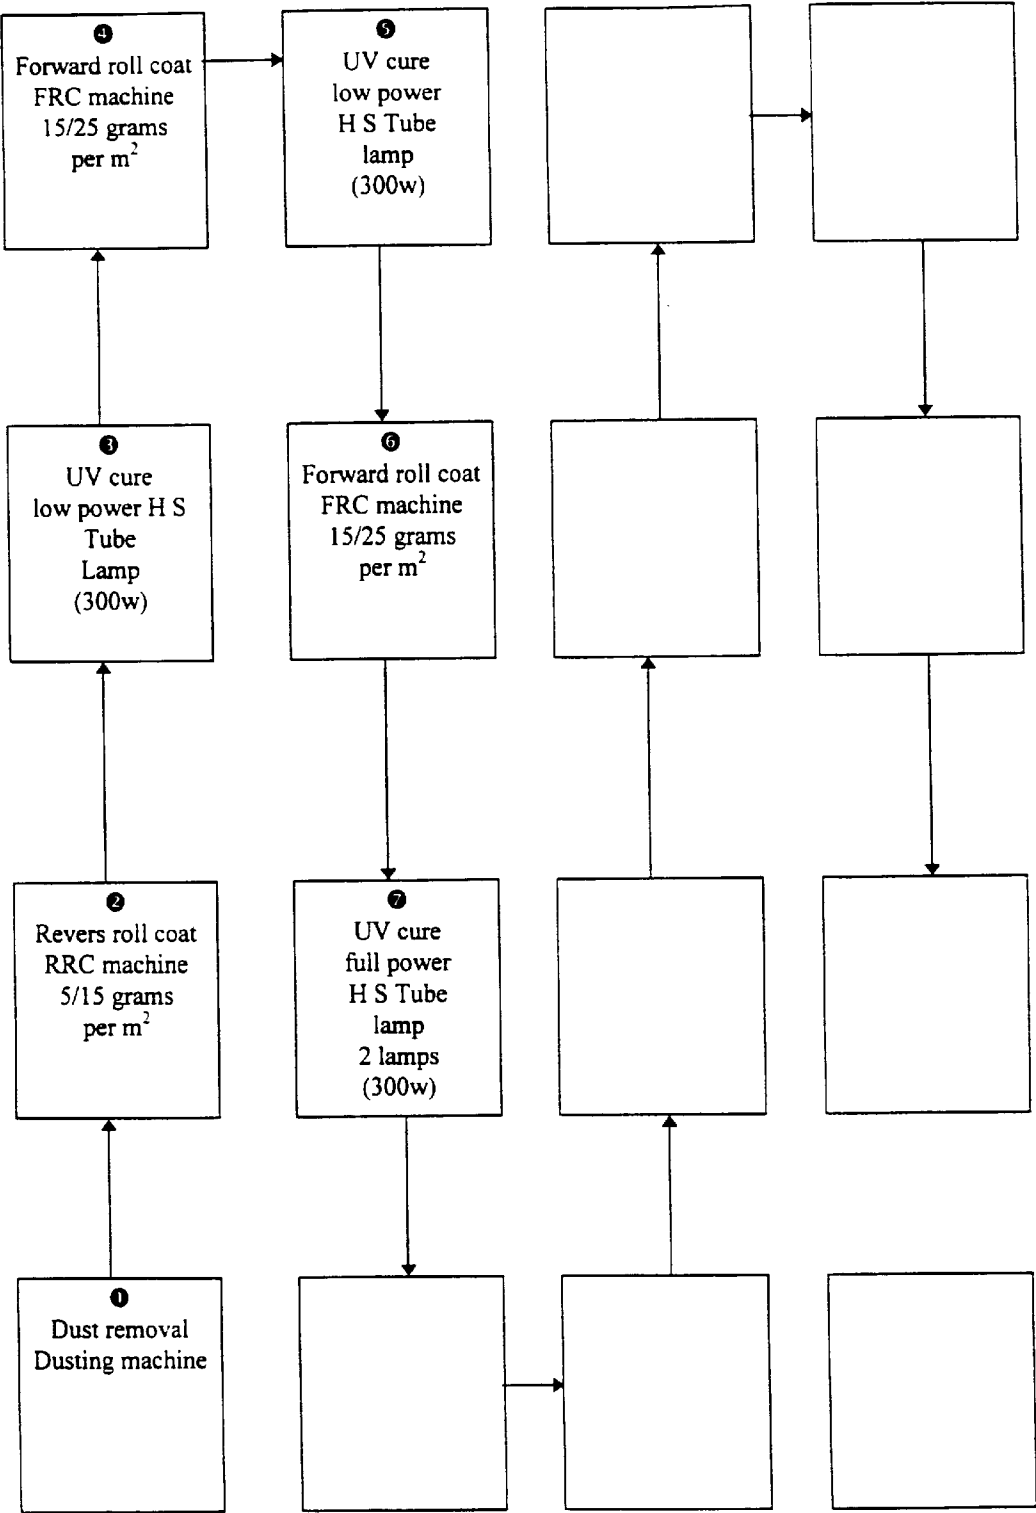 ❹
Forward roll coat
FRC machine
15/25 grams
per m²
❺
UV cure
low power
H S Tube
lamp
(300w)
❸
UV cure
low power H S
Tube
Lamp
(300w)
❻
Forward roll coat
FRC machine
15/25 grams
per m²
❷
Revers roll coat
RRC machine
5/15 grams
per m²
❼
UV cure
full power
H S Tube
lamp
2 lamps
(300w)
❶
Dust removal
Dusting machine